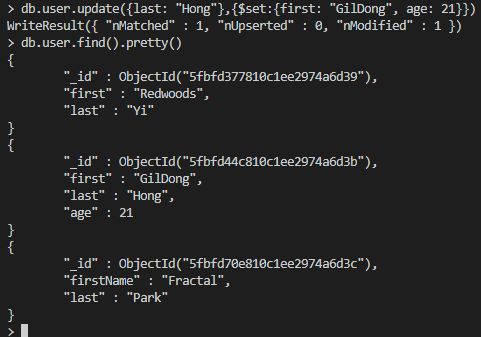 > db.user.update({last: "Hong"},{$set:{first: "GilDong", age: 21}})
WriteResult({ "nMatched" : 1, "nUpserted" : 0, "nModified" : 1 })
> db.user.find().pretty()
{
        "_id" : ObjectId("5fbfd377810c1ee2974a6d39"),
        "first" : "Redwoods",
        "last" : "Yi"
}
{
        "_id" : ObjectId("5fbfd44c810c1ee2974a6d3b"),
        "first" : "GilDong",
        "last" : "Hong",
        "age" : 21
}
{
        "_id" : ObjectId("5fbfd70e810c1ee2974a6d3c"),
        "firstName" : "Fractal",
        "last" : "Park"
}
>